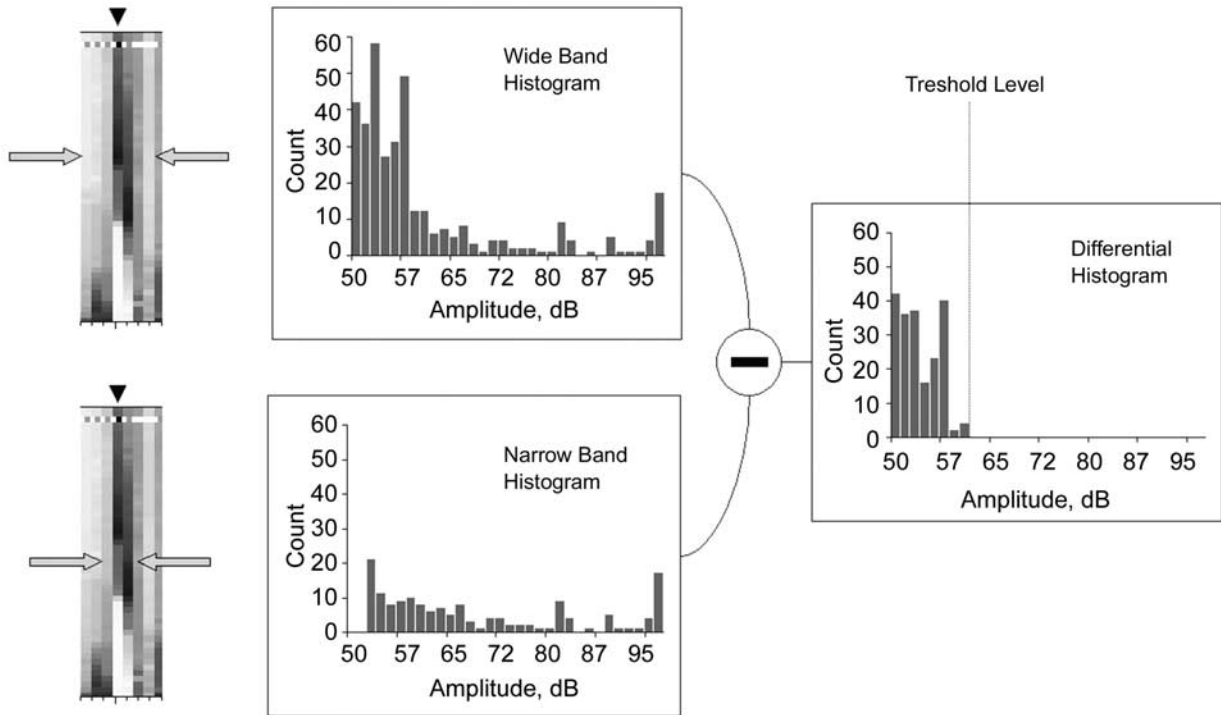 Wide Band
Histogram
60
50
40
30
20
10
0
Count
50 57 65 72 80 87 95
Amplitude, dB
Narrow Band
Histogram
60
50
40
30
20
10
0
Count
50 57 65 72 80 87 95
Amplitude, dB
Treshold Level
Differential
Histogram
60
50
40
30
20
10
0
Count
50 57 65 72 80 87 95
Amplitude, dB